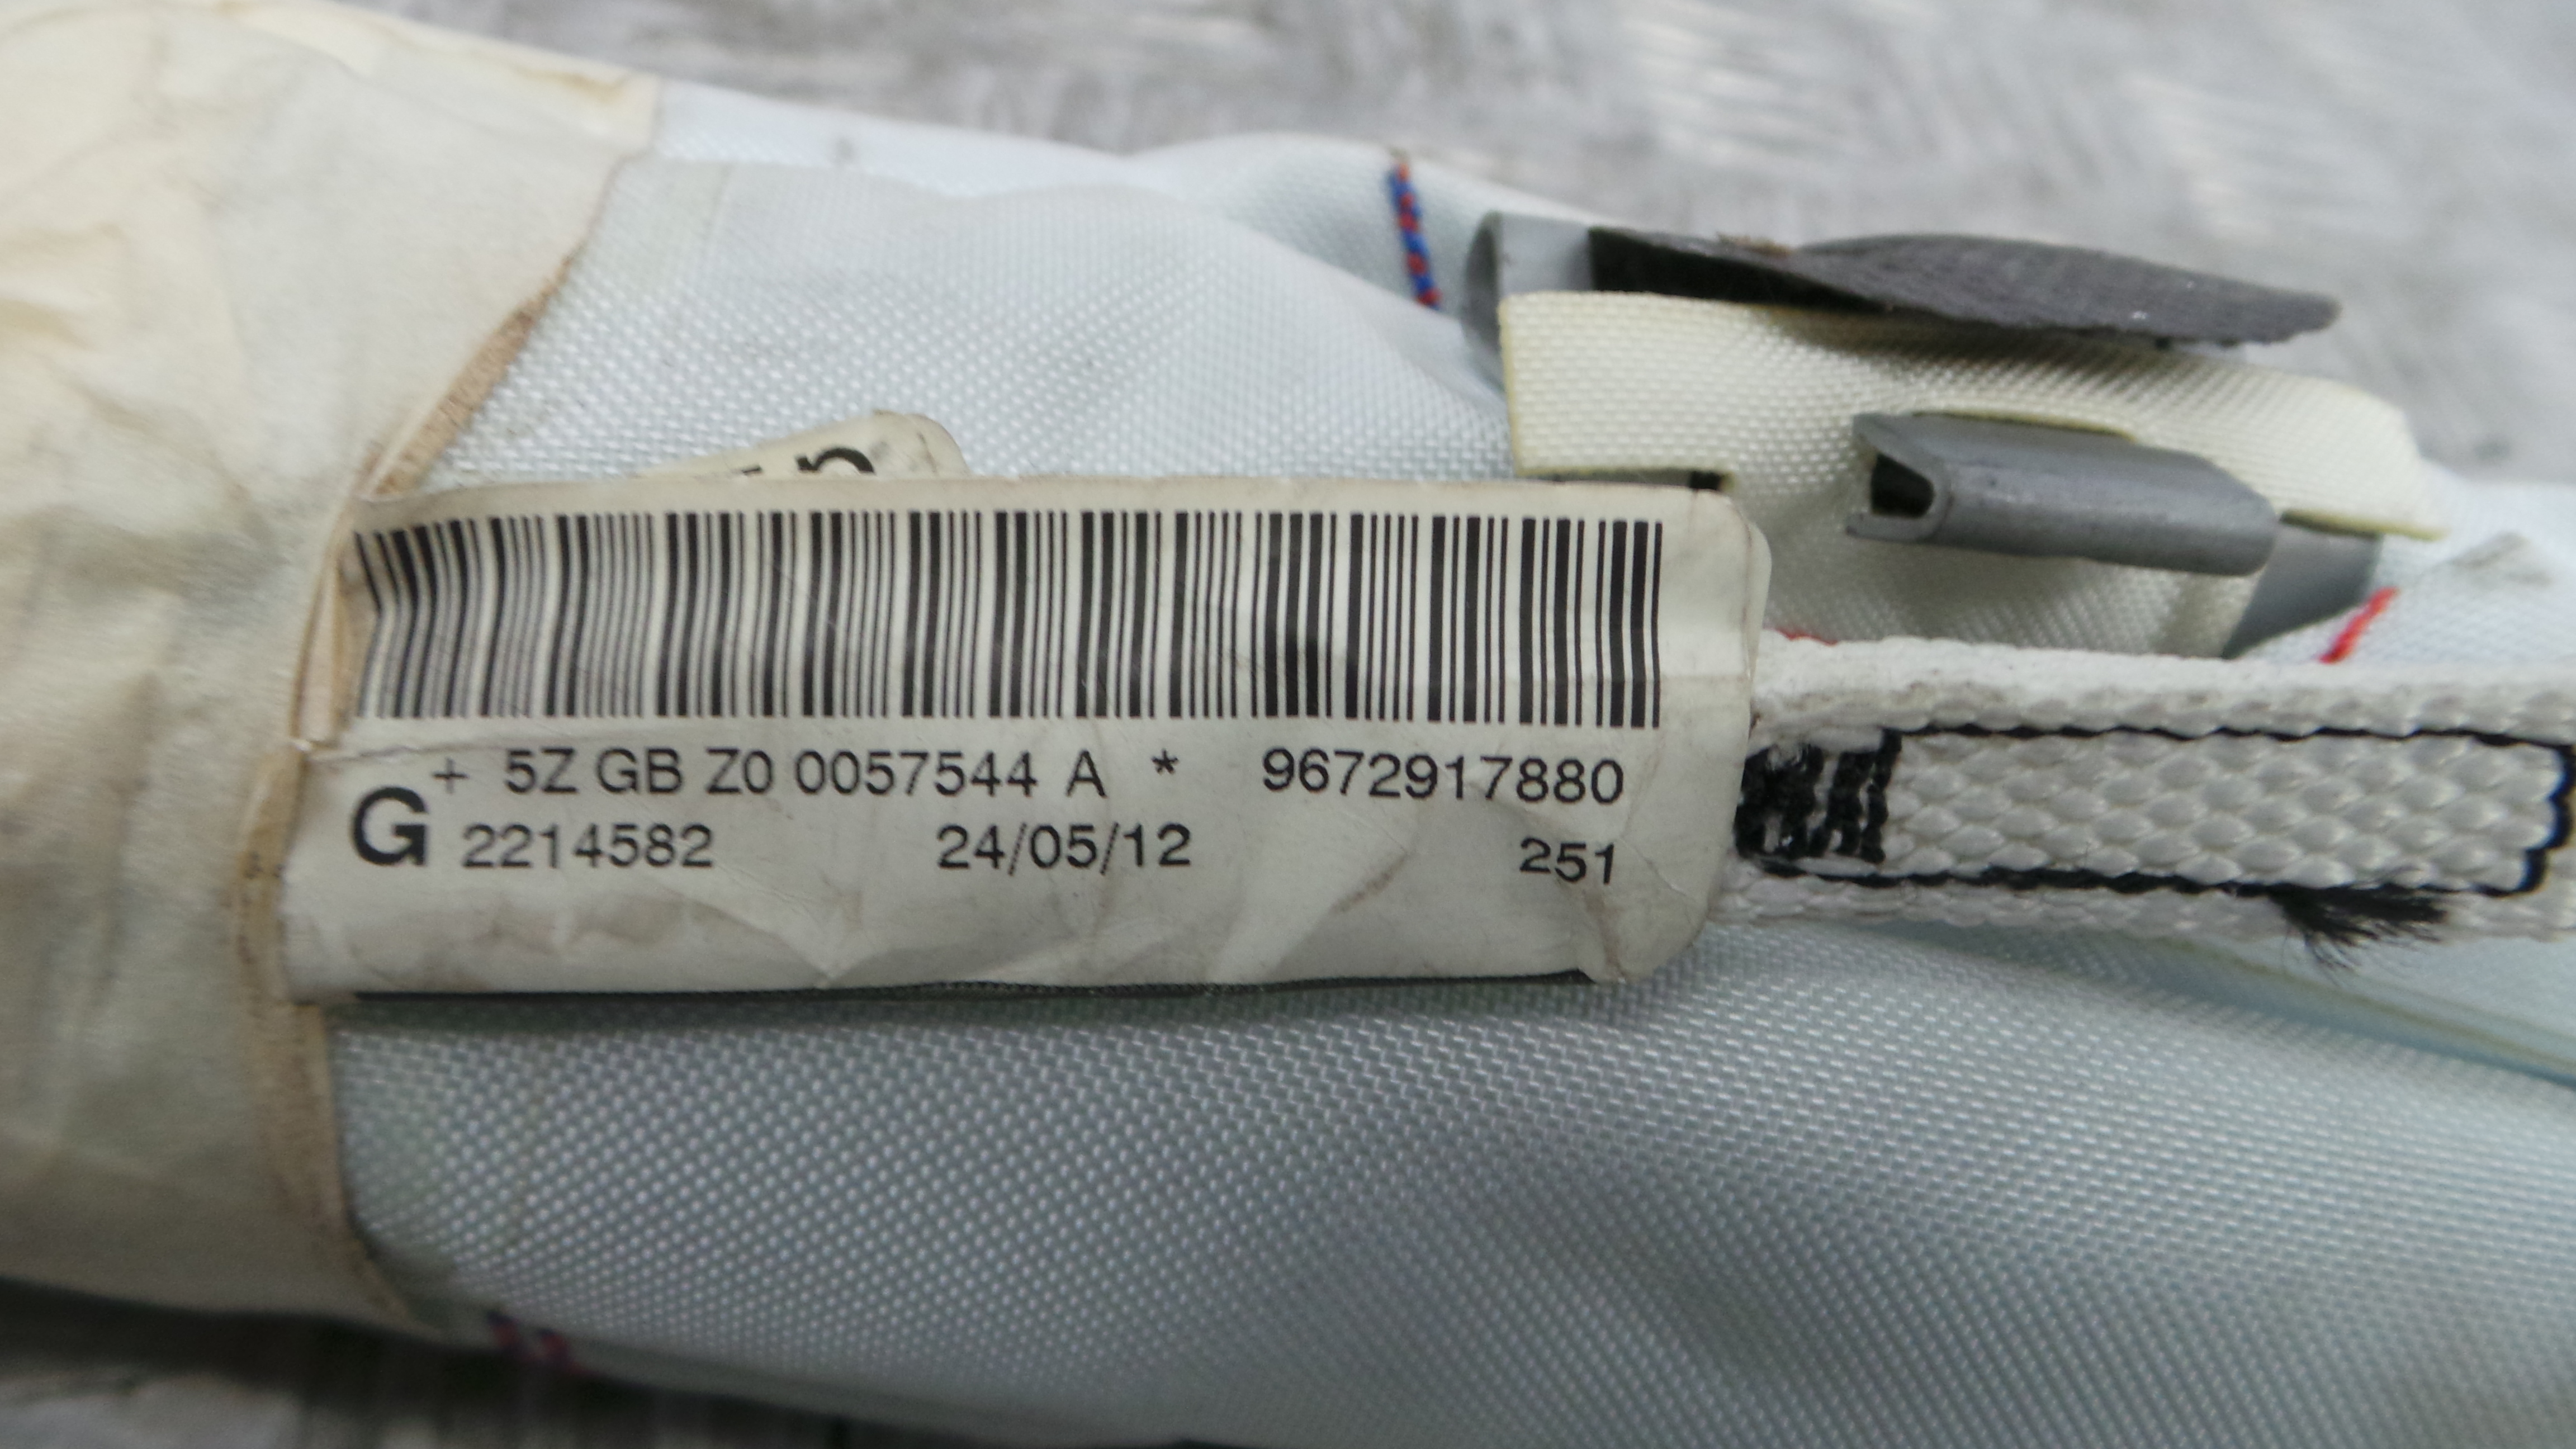 + 5Z GB Z0 0057544 A * 9672917880
G 2214582 24/05/12 251